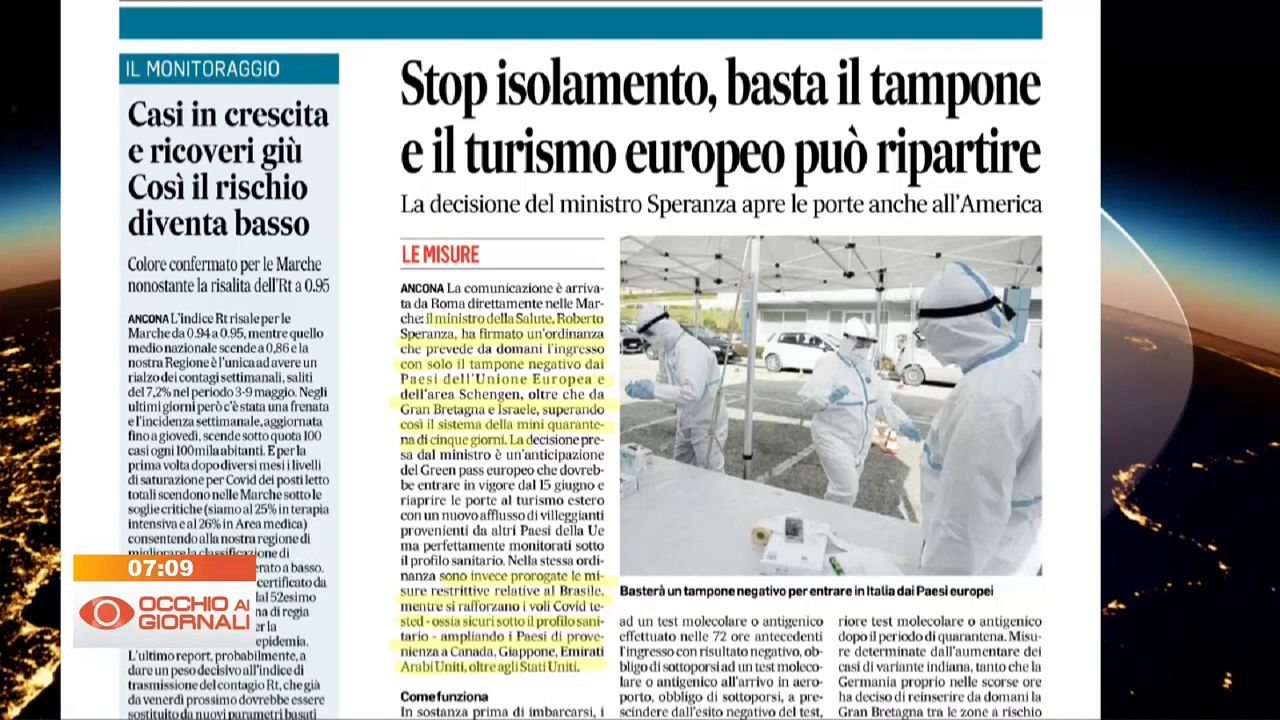 IL MONITORAGGIO
Casi in crescita
e ricoveri giù
Così il rischio
diventa basso
Colore confermato per le Marche
nonostante la risalita dell'Rt a 0.95
ANCONA L'indice Rt risale per le
Marche da 0.94 a 0.95, mentre quello
medio nazionale scende a 0,86 e la
nostra Regione è l'unica ad avere un
rialzo dei contagi settimanali, saliti
del 7,2% nel periodo 3-9 maggio. Negli
ultimi giorni però c'è stata una frenata
e l'incidenza settimanale, aggiornata
fino a giovedì, scende sotto quota 100
casi ogni 100mila abitanti. E per la
prima volta dopo diversi mesi i livelli
di saturazione per Covid dei posti letto
totali scendono nelle Marche sotto le
soglie critiche (siamo al 25% in terapia
intensiva e al 26% in Area medica)
consentendo alla nostra regione di
migliorare la classificazione di
erato a basso.
certificato da
dal 52esimo
na di regia
er la
epidemia.
L'ultimo report, probabilmente, a
dare un peso decisivo all'indice di
trasmissione del contagio Rt, che già
da venerdì prossimo dovrebbe essere
sostituito da nuovi parametri basati
07:09
OCCHIO AI
GIORNALI
Stop isolamento, basta il tampone
e il turismo europeo può ripartire
La decisione del ministro Speranza apre le porte anche all'America
LE MISURE
ANCONA La comunicazione è arriva-
ta da Roma direttamente nelle Mar-
che: il ministro della Salute, Roberto
Speranza, ha firmato un'ordinanza
che prevede da domani l'ingresso
con solo il tampone negativo dai
Paesi dell'Unione Europea e
dell'area Schengen, oltre che da
Gran Bretagna e Israele, superando
così il sistema della mini quarante-
na di cinque giorni. La decisione pre-
sa dal ministro è un'anticipazione
del Green pass europeo che dovreb-
be entrare in vigore dal 15 giugno e
riaprire le porte al turismo estero
con un nuovo afflusso di villeggianti
provenienti da altri Paesi della Ue
ma perfettamente monitorati sotto
il profilo sanitario. Nella stessa ordi-
nanza sono invece prorogate le mi-
sure restrittive relative al Brasile,
mentre si rafforzano i voli Covid te-
sted - ossia sicuri sotto il profilo sani-
tario - ampliando i Paesi di prove-
nienza a Canada, Giappone, Emirati
Arabi Uniti, oltre agli Stati Uniti.
Come funziona
In sostanza prima di imbarcarsi, i
Basterà un tampone negativo per entrare in Italia dai Paesi europei
ad un test molecolare o antigenico
effettuato nelle 72 ore antecedenti
l'ingresso con risultato negativo, ob-
bligo di sottoporsi ad un test moleco-
lare o antigenico all'arrivo in aero-
porto, obbligo di sottoporsi, a pre-
scindere dall'esito negativo del test,
riore test molecolare o antigenico
dopo il periodo di quarantena. Misu-
re determinate dall'aumentare dei
casi di variante indiana, tanto che la
Germania proprio nelle scorse ore
ha deciso di reinserire da domani la
Gran Bretagna tra le zone a rischio